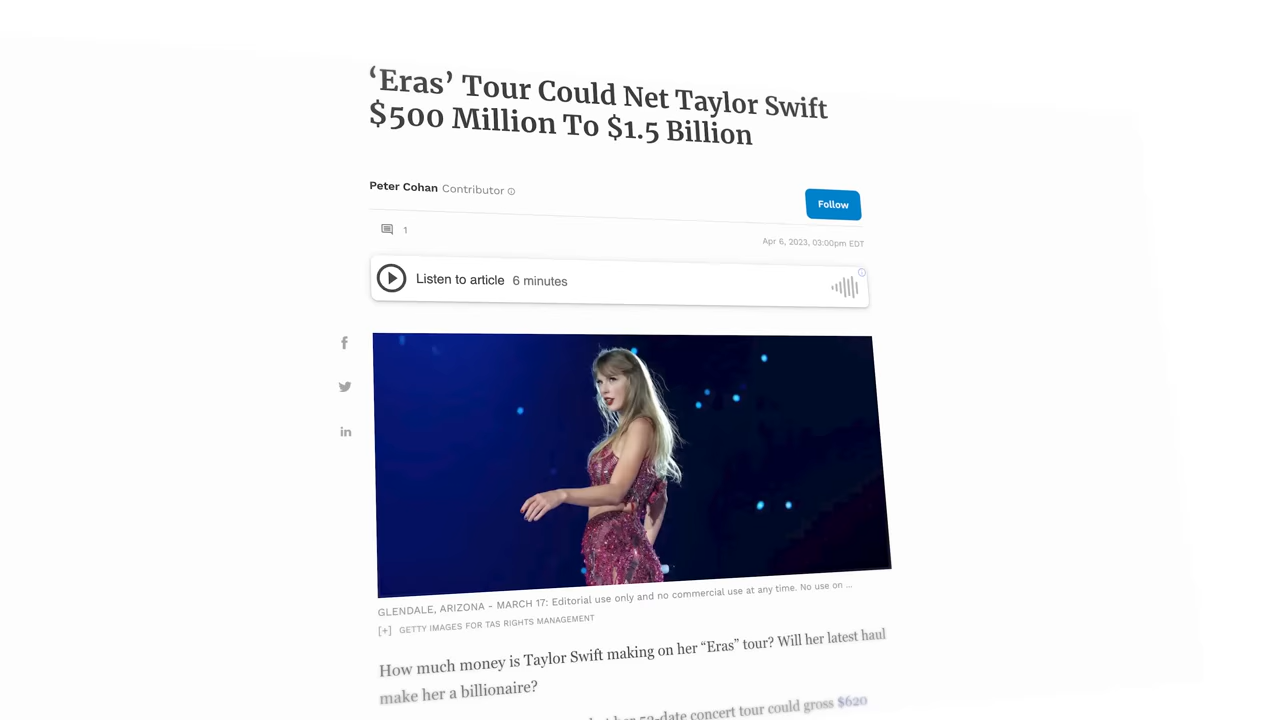 ‘Eras’ Tour Could Net Taylor Swift
$500 Million To $1.5 Billion
Peter Cohan Contributor
Follow
1
Apr 6, 2023, 03:00pm EDT
Listen to article 6 minutes
GLENDALE, ARIZONA - MARCH 17: Editorial use only and no commercial use at any time. No use on ...
[+] GETTY IMAGES FOR TAS RIGHTS MANAGEMENT
How much money is Taylor Swift making on her “Eras” tour? Will her latest haul
make her a billionaire?
her 52-date concert tour could gross $620